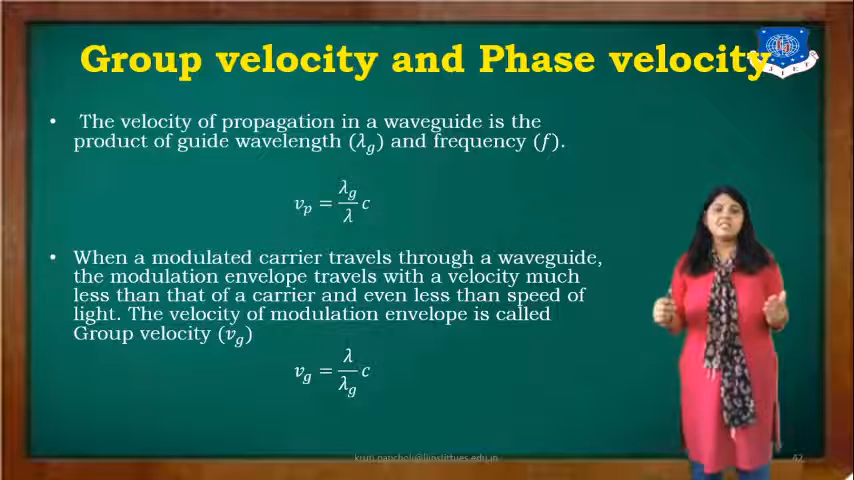 Group velocity and Phase velocity
• The velocity of propagation in a waveguide is the
product of guide wavelength (λg) and frequency (f).
vp = λg/λ c
• When a modulated carrier travels through a waveguide,
the modulation envelope travels with a velocity much
less than that of a carrier and even less than speed of
light. The velocity of modulation envelope is called
Group velocity (vg)
vg = λ/λg c
42